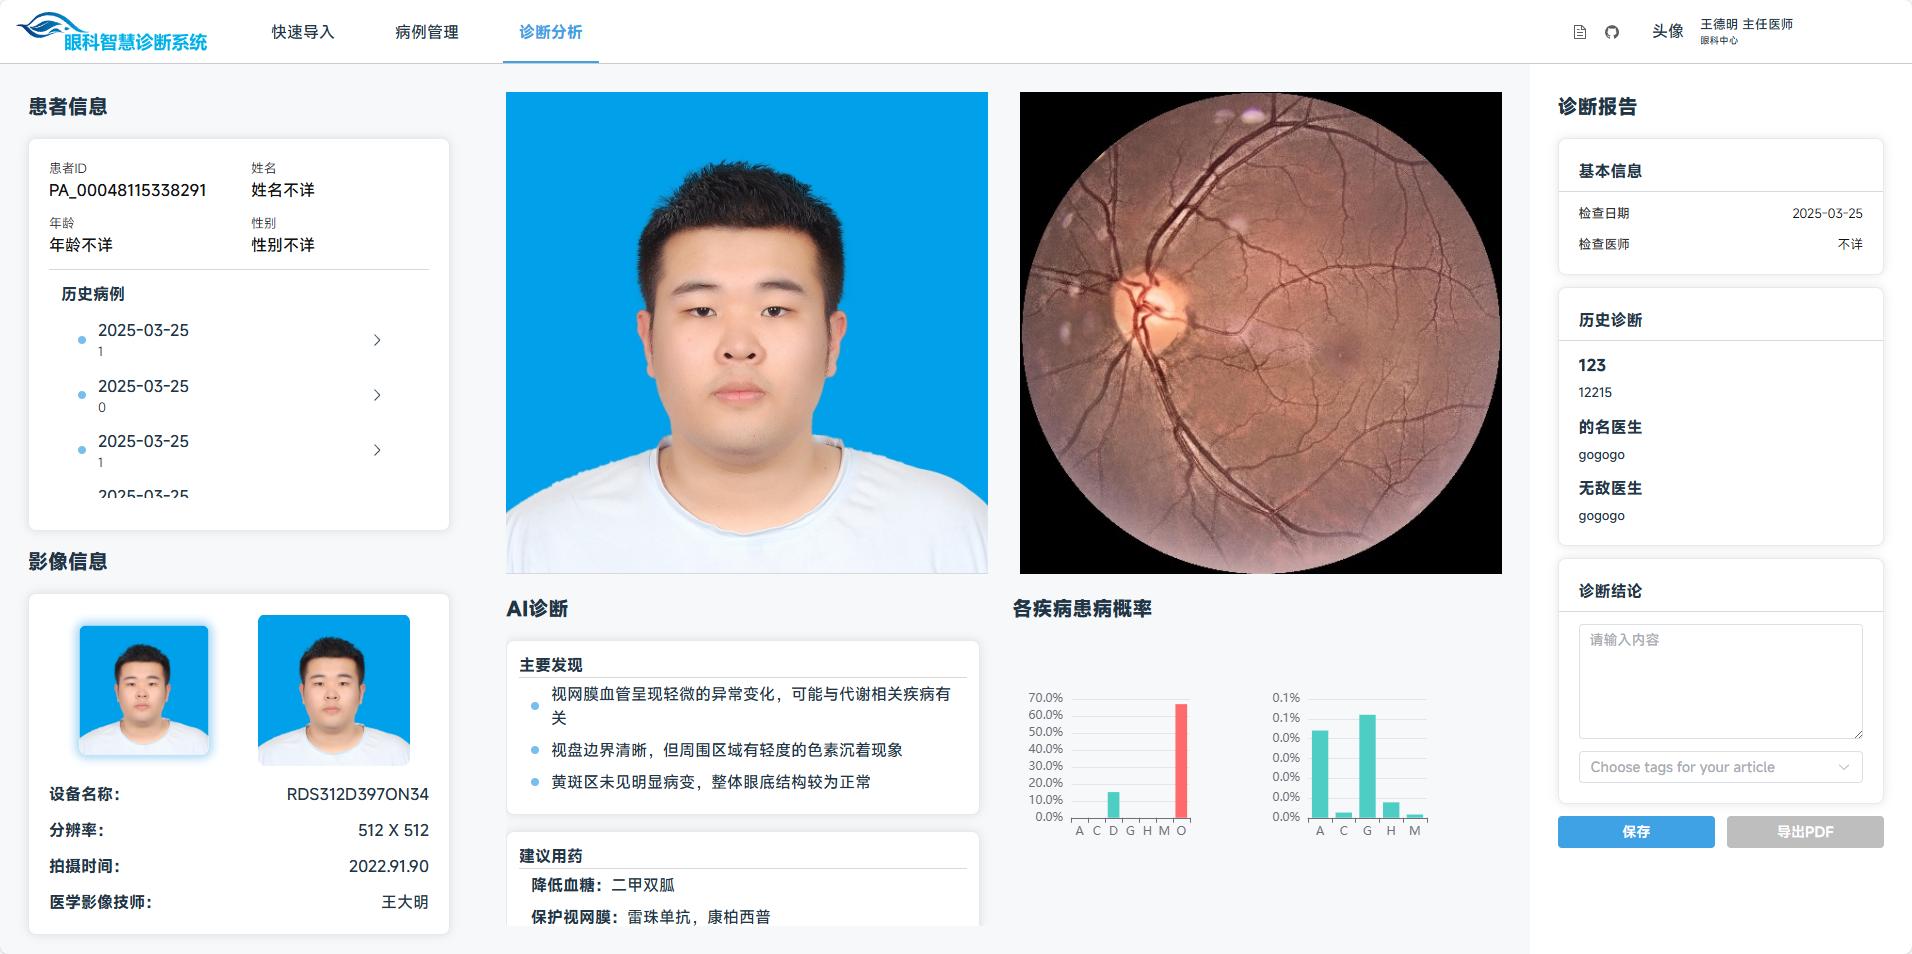 眼科智慧诊断系统
快速导入
病例管理
诊断分析
头像
王德明 主任医师
眼科中心
患者信息
患者ID
姓名
PA_00048115338291
姓名不详
年龄
性别
年龄不详
性别不详
历史病例
2025-03-25
1
2025-03-25
0
2025-03-25
1
2025-03-25
影像信息
设备名称：
RDS312D397ON34
分辨率：
512 X 512
拍摄时间：
2022.91.90
医学影像技师：
王大明
AI诊断
主要发现
视网膜血管呈现轻微的异常变化，可能与代谢相关疾病有
关
视盘边界清晰，但周围区域有轻度的色素沉着现象
黄斑区未见明显病变，整体眼底结构较为正常
建议用药
降低血糖：二甲双胍
保护视网膜：雷珠单抗，康柏西普
各疾病患病概率
70.0%
60.0%
50.0%
40.0%
30.0%
20.0%
10.0%
0.0%
A C D G H M O
0.1%
0.1%
0.0%
0.0%
0.0%
0.0%
0.0%
A C G H M
诊断报告
基本信息
检查日期
2025-03-25
检查医师
不详
历史诊断
123
12215
的名医生
gogogo
无敌医生
gogogo
诊断结论
请输入内容
Choose tags for your article
保存
导出PDF